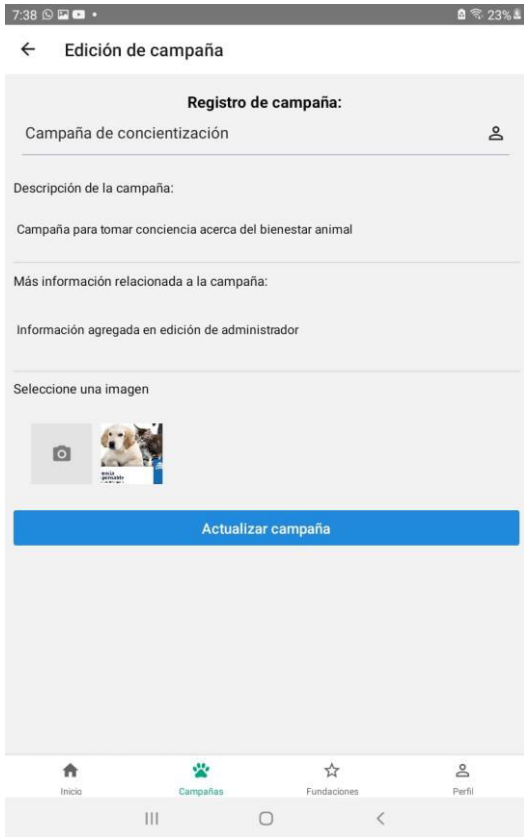 7:38
23%
Edición de campaña
Registro de campaña:
Campaña de concientización
Descripción de la campaña:
Campaña para tomar conciencia acerca del bienestar animal
Más información relacionada a la campaña:
Información agregada en edición de administrador
Seleccione una imagen
Actualizar campaña
Inicio Campañas Fundaciones Perfil